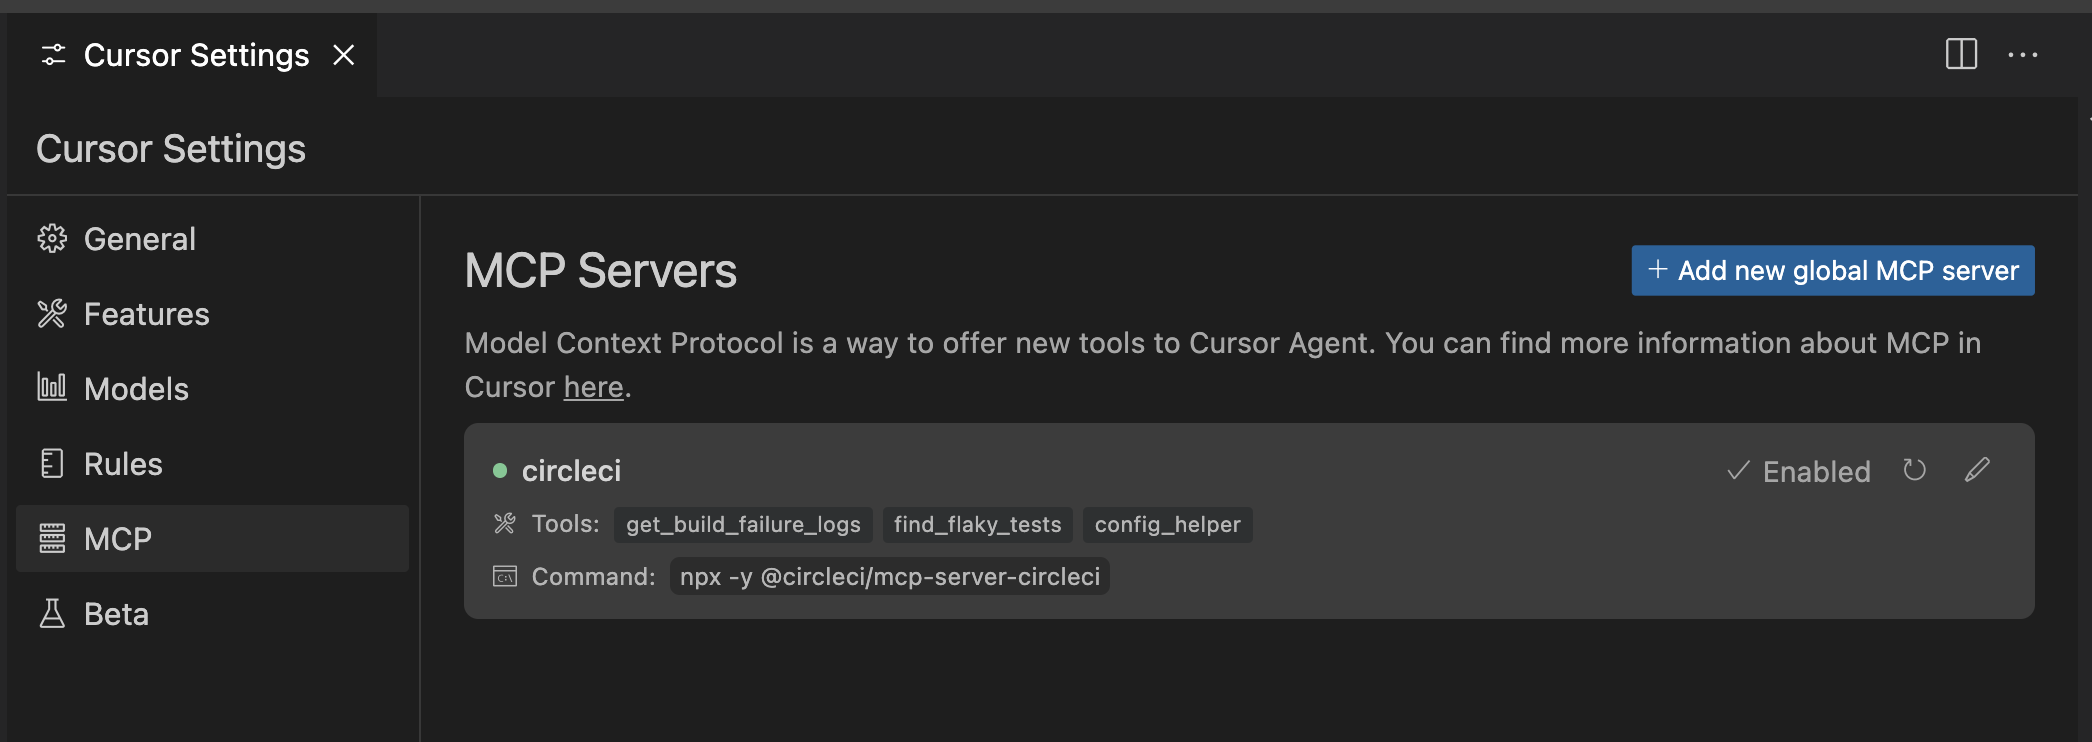 Cursor Settings
Cursor Settings
General
Features
Models
Rules
MCP
Beta
MCP Servers
+ Add new global MCP server
Model Context Protocol is a way to offer new tools to Cursor Agent. You can find more information about MCP in
Cursor here.
circleci
Enabled
Tools: get_build_failure_logs find_flaky_tests config_helper
Command: npx -y @circleci/mcp-server-circleci